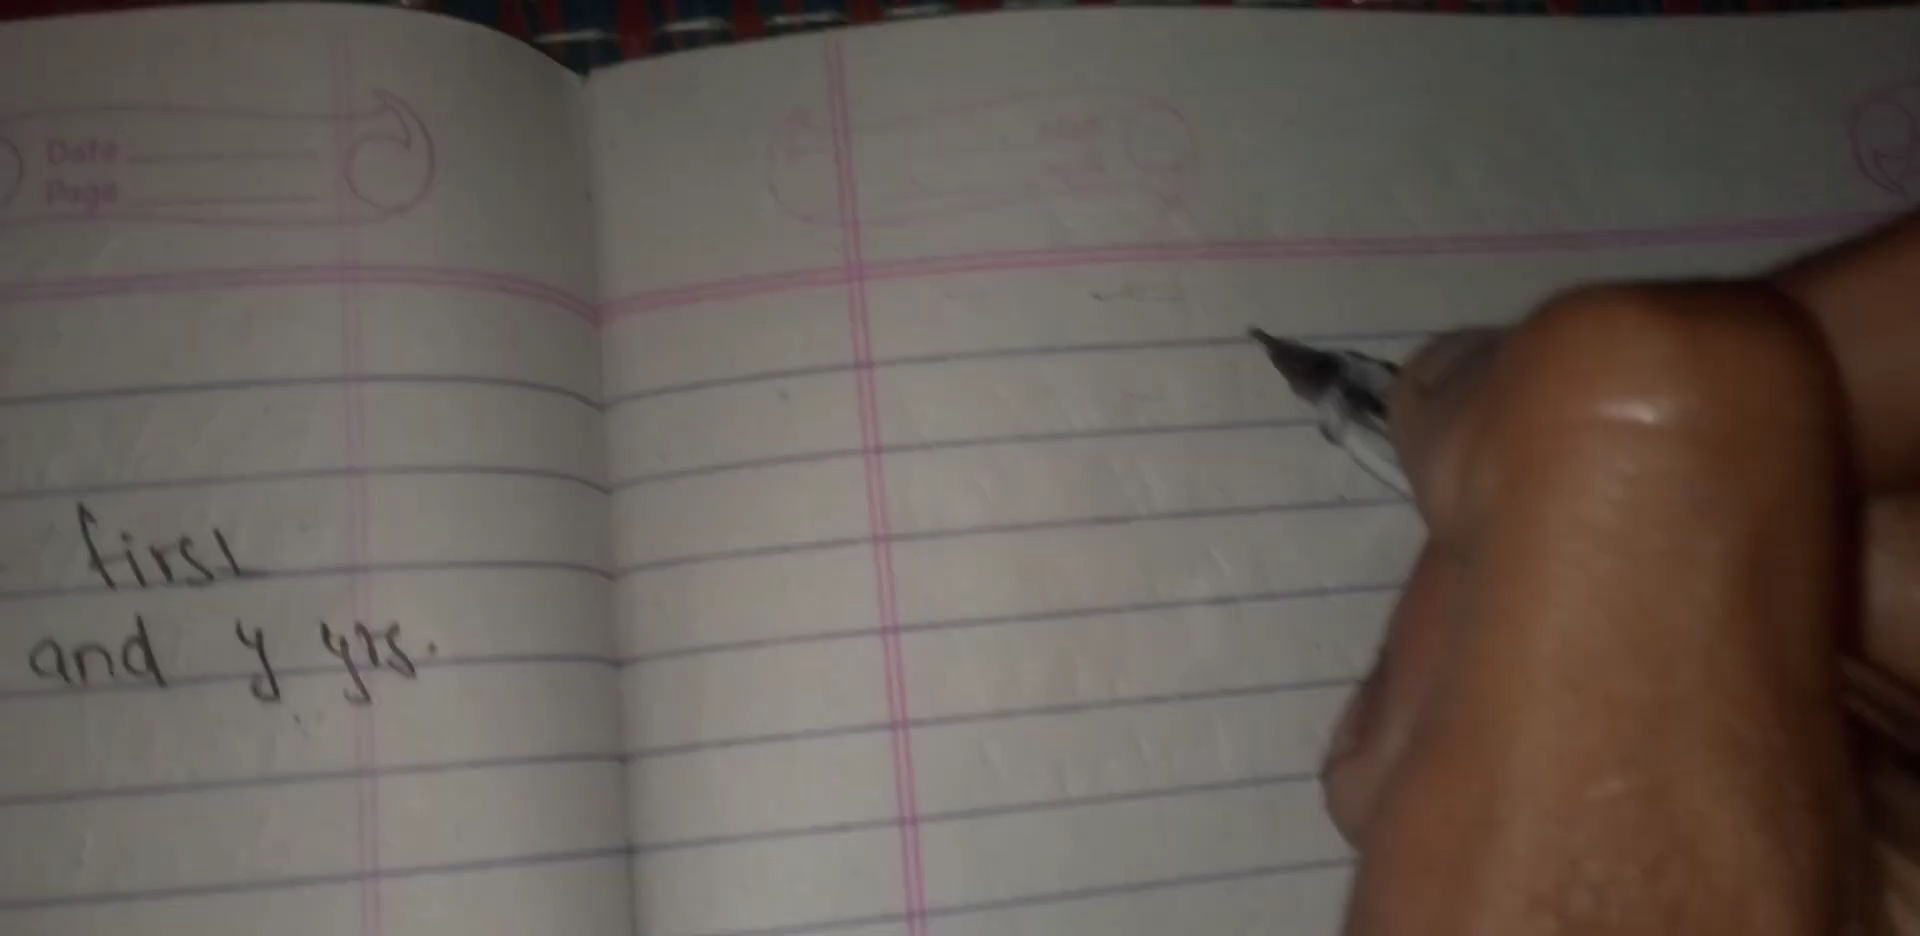 Date
Page
first
and y yrs.